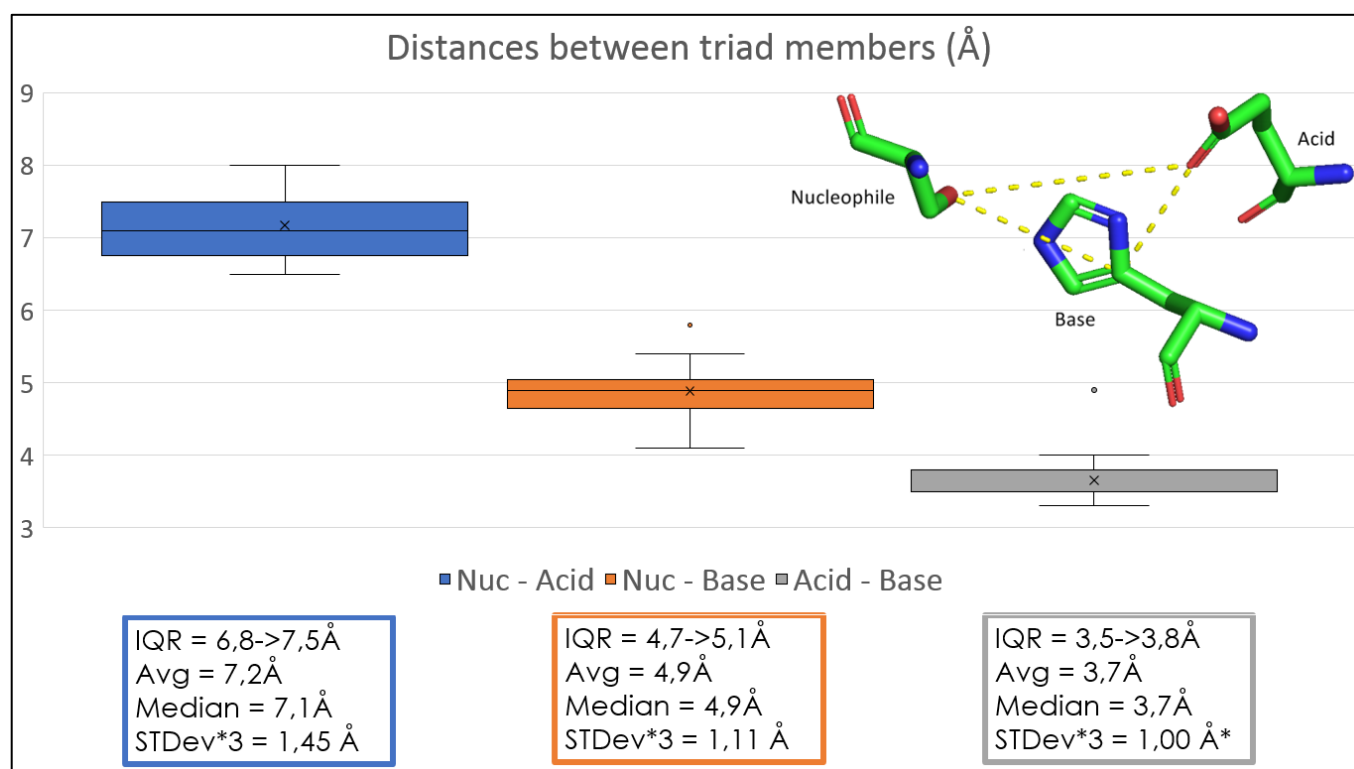 Distances between triad members (Å)
9
8
7
6
5
4
3
Nucleophile
Acid
Base
Nuc - Acid Nuc - Base Acid - Base
IQR = 6,8->7,5Å
Avg = 7,2Å
Median = 7,1Å
STDev*3 = 1,45 Å
IQR = 4,7->5,1Å
Avg = 4,9Å
Median = 4,9Å
STDev*3 = 1,11 Å
IQR = 3,5->3,8Å
Avg = 3,7Å
Median = 3,7Å
STDev*3 = 1,00 Å*